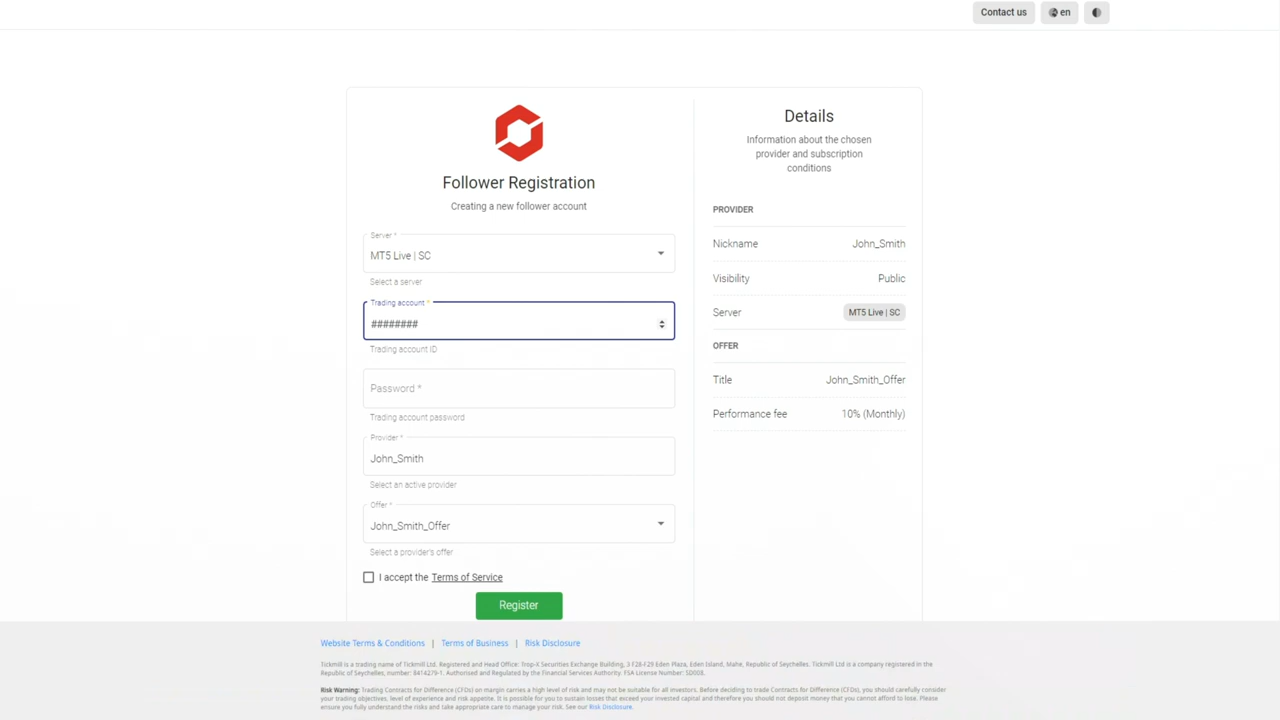 Contact us
en
Follower Registration
Creating a new follower account
Server *
MT5 Live | SC
Select a server
Trading account *
########
Trading account ID
Password *
Trading account password
Provider *
John_Smith
Select an active provider
Offer *
John_Smith_Offer
Select a provider's offer
I accept the Terms of Service
Register
Details
Information about the chosen
provider and subscription
conditions
PROVIDER
Nickname John_Smith
Visibility Public
Server MT5 Live | SC
OFFER
Title John_Smith_Offer
Performance fee 10% (Monthly)
Website Terms & Conditions | Terms of Business | Risk Disclosure
Tickmill is a trading name of Tickmill Ltd. Registered and Head Office: Trop-X Securities Exchange Building, 3 F28-F29 Eden Plaza, Eden Island, Mahe, Republic of Seychelles. Tickmill Ltd is a company registered in the
Republic of Seychelles, number: 8414279-1. Authorised and Regulated by the Financial Services Authority. FSA License Number: SD008.
Risk Warning: Trading Contracts for Difference (CFDs) on margin carries a high level of risk and may not be suitable for all investors. Before deciding to trade Contracts for Difference (CFDs), you should carefully consider
your trading objectives, level of experience and risk appetite. It is possible for you to sustain losses that exceed your invested capital and therefore you should not deposit money that you cannot afford to lose. Please
ensure you fully understand the risks and take appropriate care to manage your risk. See our Risk Disclosure.